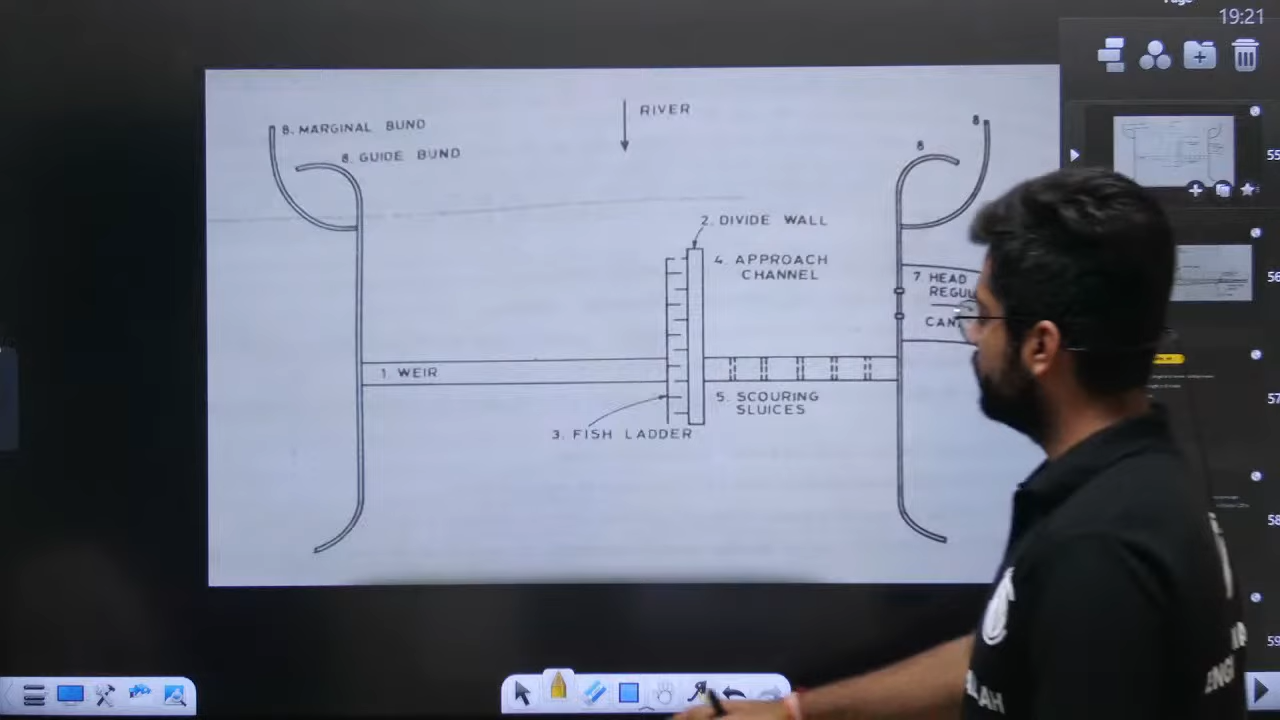 19:21
8. MARGINAL BUND
8. GUIDE BUND
RIVER
8
8
2. DIVIDE WALL
4. APPROACH
CHANNEL
7. HEAD
1. WEIR
5. SCOURING
SLUICES
3. FISH LADDER
55
56
57
58
59